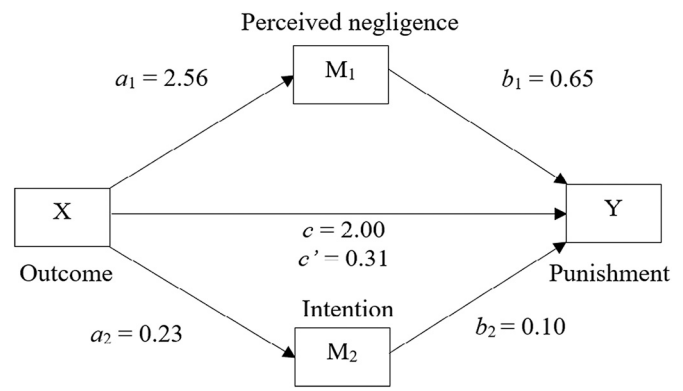 Perceived negligence
M₁
a₁ = 2.56
b₁ = 0.65
X
Y
c = 2.00
c’ = 0.31
Outcome
Punishment
Intention
a₂ = 0.23
b₂ = 0.10
M₂